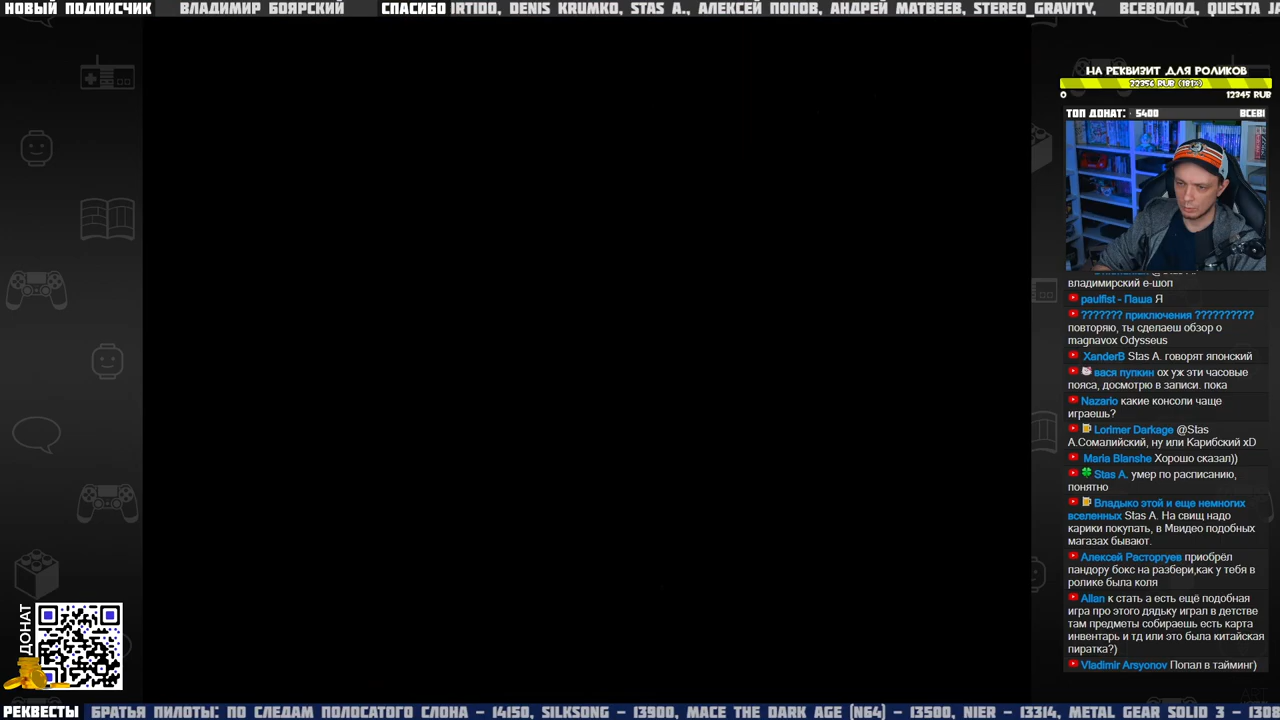 НОВЫЙ ПОДПИСЧИК ВЛАДИМИР БОЯРСКИЙ СПАСИБО IRTIDO, DENIS KRUMKO, STAS A., АЛЕКСЕЙ ПОПОВ, АНДРЕЙ МАТВЕЕВ, STEREO_GRAVITY, ВСЕВОЛОД, QUESTA JA
НА РЕКВИЗИТ ДЛЯ РОЛИКОВ
22356 RUB (181%)
0 12345 RUB
ТОП ДОНАТ: - 5400 ВСЕВ
владимирский е-шоп
paulfist - Паша Я
??????? приключения ??????????
повторяю, ты сделаеш обзор о
magnavox Odysseus
XanderB Stas A. говорят японский
вася пупкин ох уж эти часовые
пояса, досмотрю в записи. пока
Nazario какие консоли чаще
играешь?
Lorimer Darkage @Stas
A.Сомалийский, ну или Карибский xD
Maria Blanshe Хорошо сказал))
Stas A. умер по расписанию,
понятно
Владыко этой и еще немногих
вселенных Stas A. На свищ надо
карики покупать, в Мвидео подобных
магазах бывают.
Алексей Расторгуев приобрёл
пандору бокс на разбери,как у тебя в
ролике была коля
Allan к стать а есть ещё подобная
игра про этого дядьку играл в детстве
там предметы собираешь есть карта
инвентарь и тд или это была китайская
пиратка?)
Vladimir Arsyonov Попал в тайминг)
ДОНАТ
РЕКВЕСТЫ БРАТЬЯ ПИЛОТЫ: ПО СЛЕДАМ ПОЛОСАТОГО СЛОНА – 14150, SILKSONG – 13900, MACE THE DARK AGE (N64) – 13500, NIER – 13314, METAL GEAR SOLID 3 –